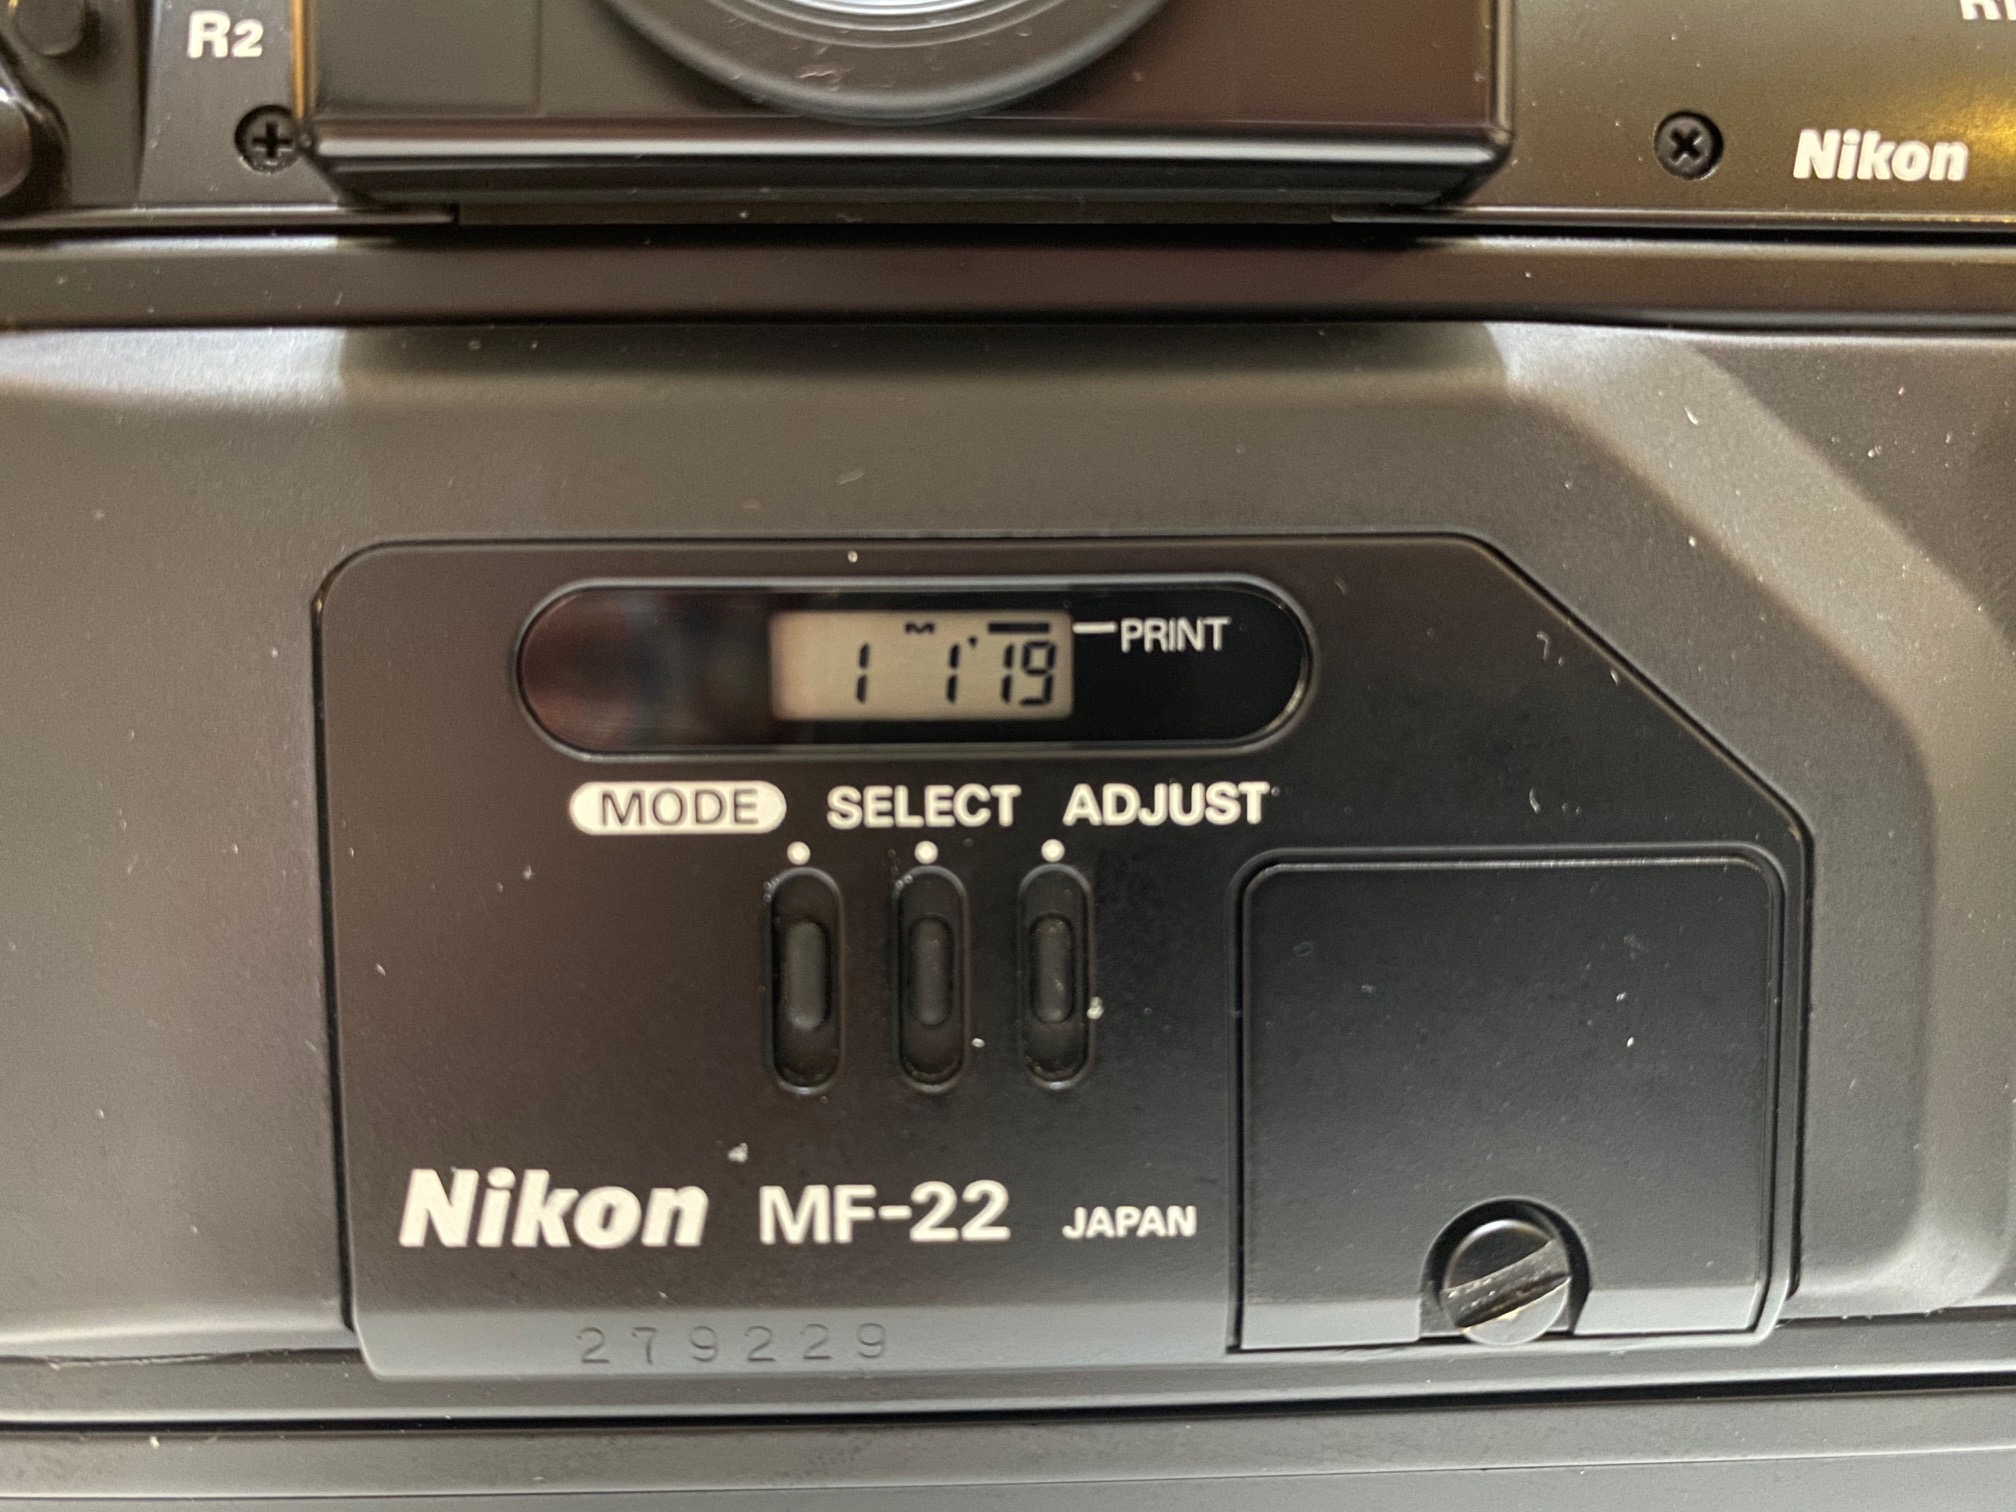 R2
Nikon
1 M 1 '19 —PRINT
MODE SELECT ADJUST
Nikon MF-22 JAPAN
279229